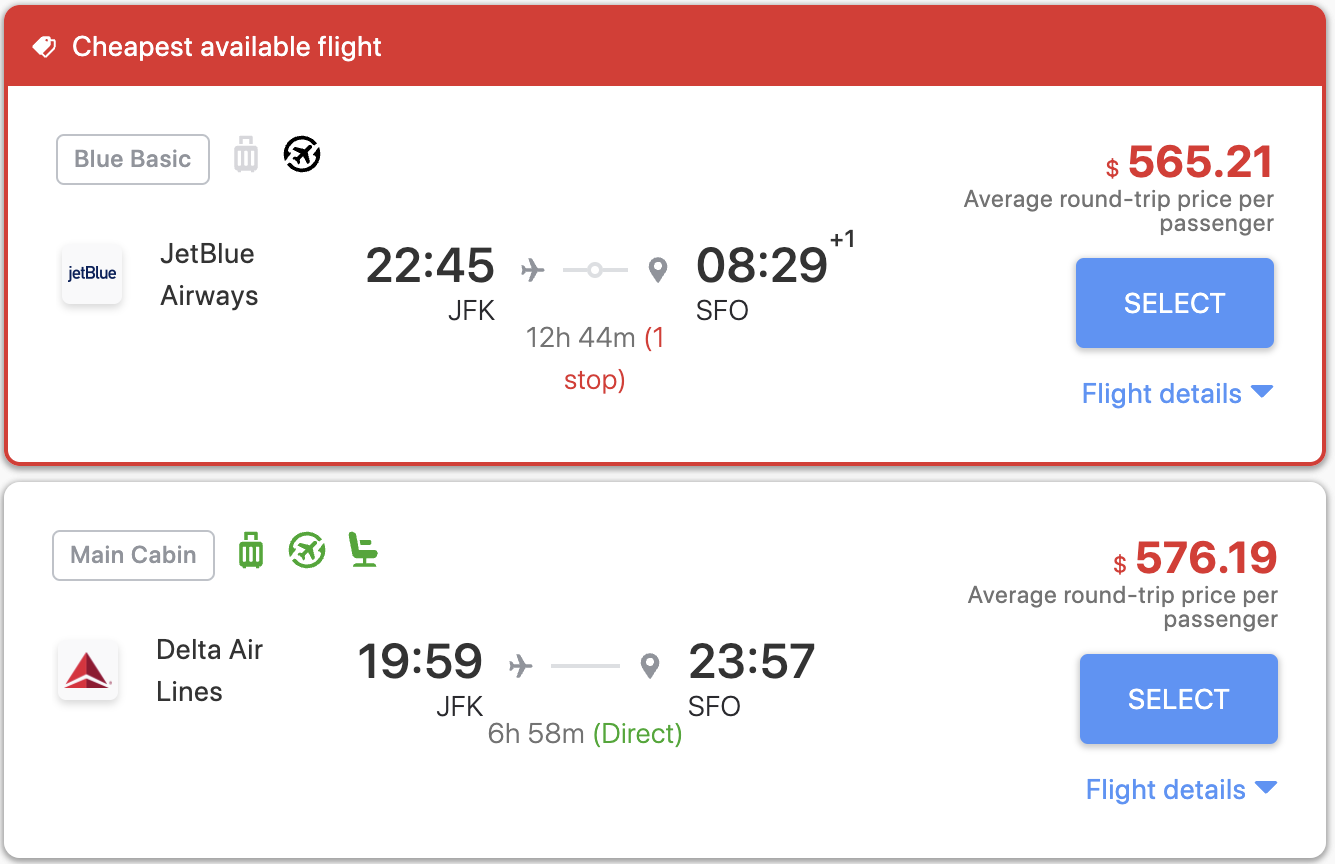 Cheapest available flight
Blue Basic
$ 565.21
Average round-trip price per
passenger
jetBlue
JetBlue
Airways
22:45
JFK
12h 44m (1
stop)
08:29 +1
SFO
SELECT
Flight details
Main Cabin
$ 576.19
Average round-trip price per
passenger
Delta Air
Lines
19:59
JFK
6h 58m (Direct)
23:57
SFO
SELECT
Flight details